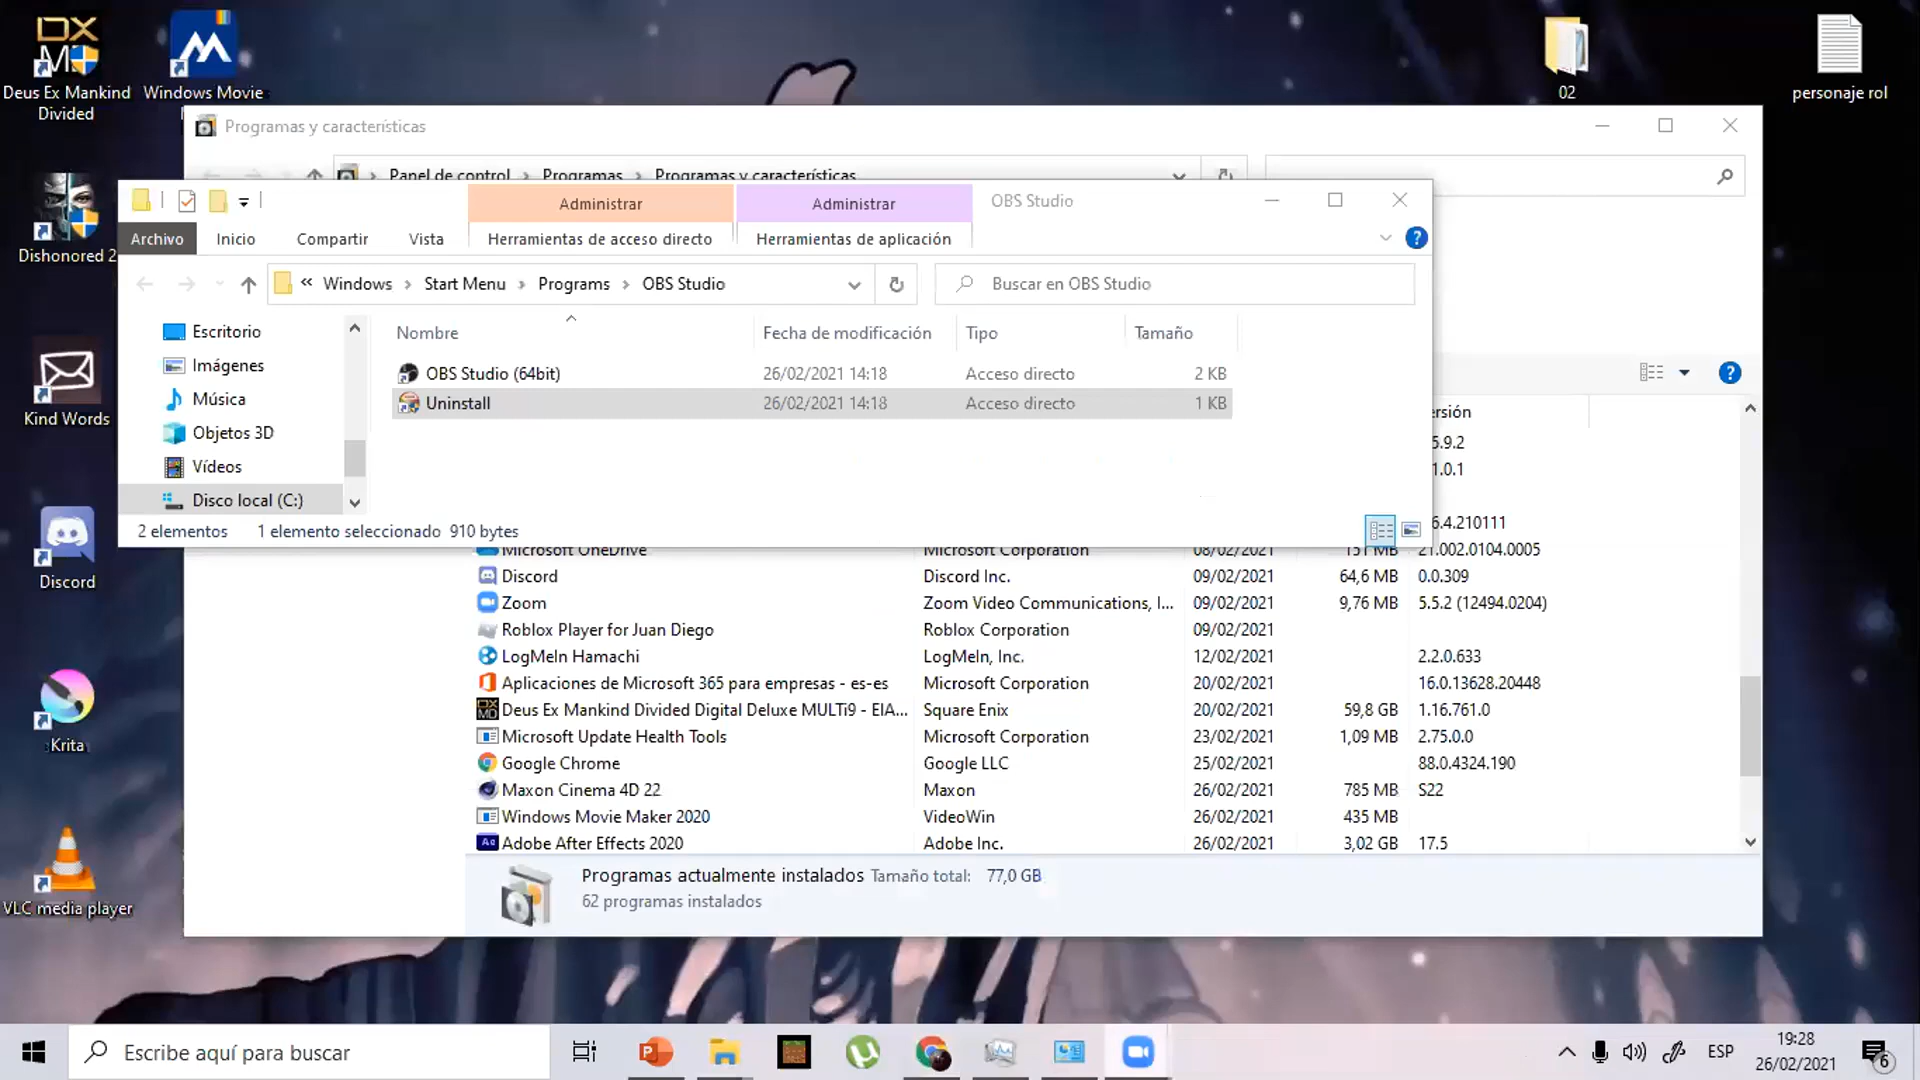 Deus Ex Mankind
Divided
Windows Movie
02
personaje rol
Dishonored 2
Kind Words
Discord
Krita
VLC media player
Programas y características
Panel de control > Programas > Programas y características
Administrar
Administrar
OBS Studio
Archivo
Inicio
Compartir
Vista
Herramientas de acceso directo
Herramientas de aplicación
« Windows > Start Menu > Programs > OBS Studio
Buscar en OBS Studio
Escritorio
Imágenes
Música
Objetos 3D
Vídeos
Disco local (C:)
Nombre Fecha de modificación Tipo Tamaño
OBS Studio (64bit) 26/02/2021 14:18 Acceso directo 2 KB
Uninstall 26/02/2021 14:18 Acceso directo 1 KB
2 elementos 1 elemento seleccionado 910 bytes
ersión
5.9.2
1.0.1
6.4.210111
Microsoft OneDrive Microsoft Corporation 08/02/2021 151 MB 21.002.0104.0005
Discord Discord Inc. 09/02/2021 64,6 MB 0.0.309
Zoom Zoom Video Communications, I... 09/02/2021 9,76 MB 5.5.2 (12494.0204)
Roblox Player for Juan Diego Roblox Corporation 09/02/2021
LogMeIn Hamachi LogMeIn, Inc. 12/02/2021 2.2.0.633
Aplicaciones de Microsoft 365 para empresas - es-es Microsoft Corporation 20/02/2021 16.0.13628.20448
Deus Ex Mankind Divided Digital Deluxe MULTi9 - ElA... Square Enix 20/02/2021 59,8 GB 1.16.761.0
Microsoft Update Health Tools Microsoft Corporation 23/02/2021 1,09 MB 2.75.0.0
Google Chrome Google LLC 25/02/2021 88.0.4324.190
Maxon Cinema 4D 22 Maxon 26/02/2021 785 MB S22
Windows Movie Maker 2020 VideoWin 26/02/2021 435 MB
Adobe After Effects 2020 Adobe Inc. 26/02/2021 3,02 GB 17.5
Programas actualmente instalados Tamaño total: 77,0 GB
62 programas instalados
Escribe aquí para buscar
ESP
19:28
26/02/2021
6